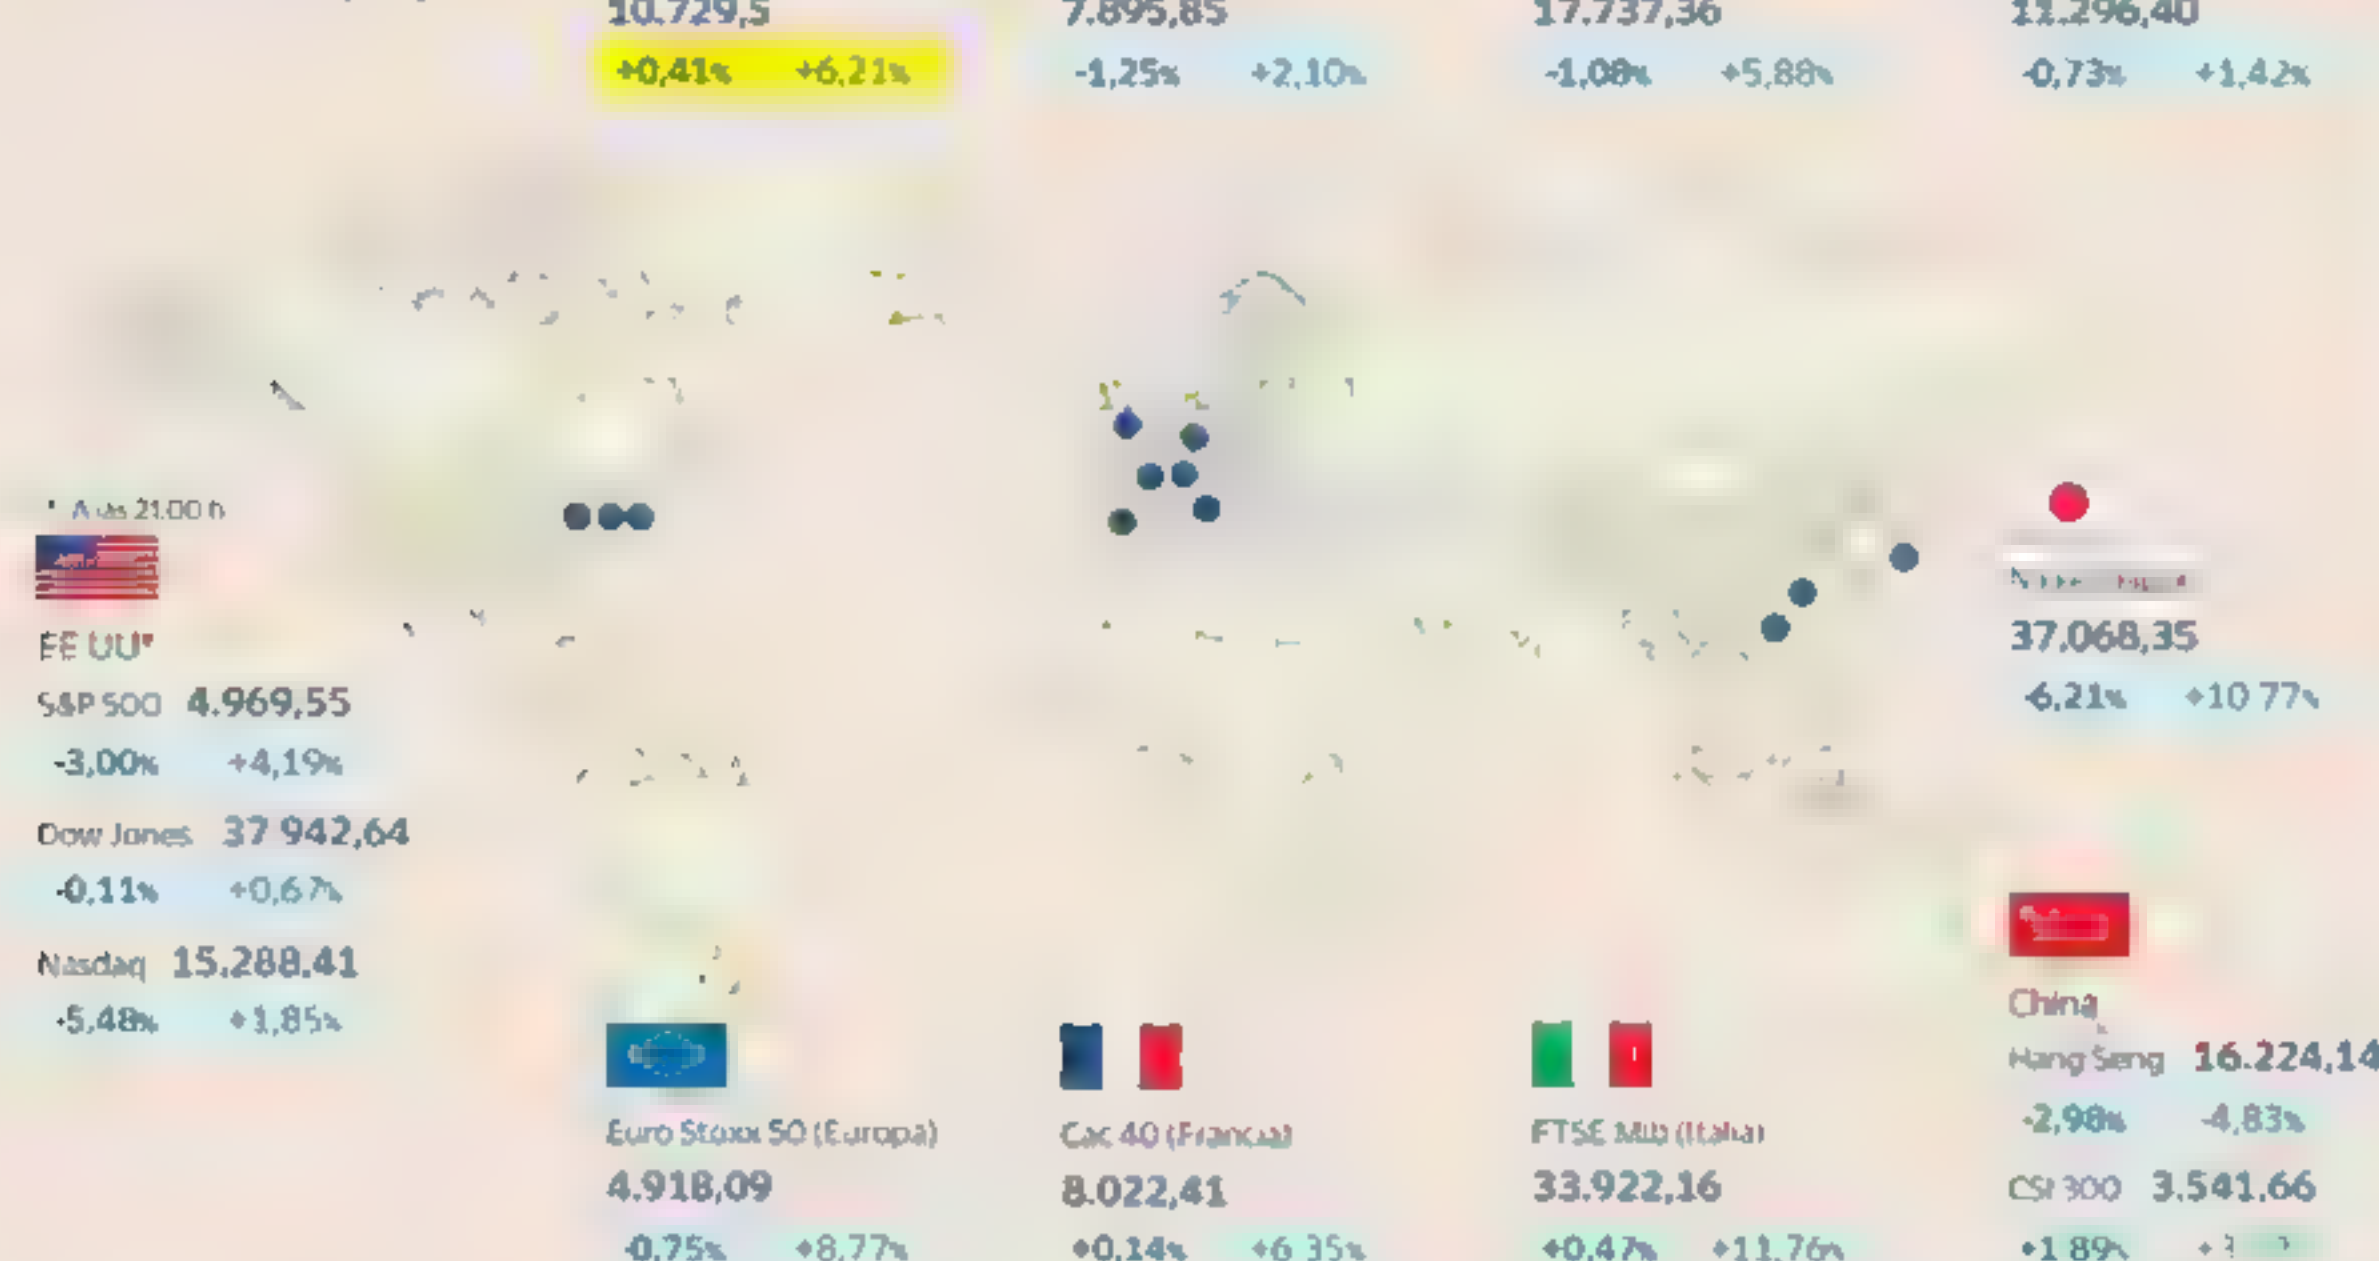 10.729,5
+0,41% +6,21%
7.895,85
-1,25% +2,10%
17.737,36
-1,08% +5,88%
11.296,40
-0,73% +1,42%
21.00 h
EE UU*
S&P 500 4.969,55
-3,00% +4,19%
Dow Jones 37.942,64
-0,11% +0,67%
Nasdaq 15.288,41
-5,48% +1,85%
37.068,35
-6,21% +10,77%
Euro Stoxx 50 (Europa)
4.918,09
-0,75% +8,77%
Cac 40 (Francia)
8.022,41
+0,14% +6,35%
FTSE Mib (Italia)
33.922,16
+0,47% +11,76%
China
Hang Seng 16.224,14
-2,98% -4,83%
CSI 300 3.541,66
+1,89%